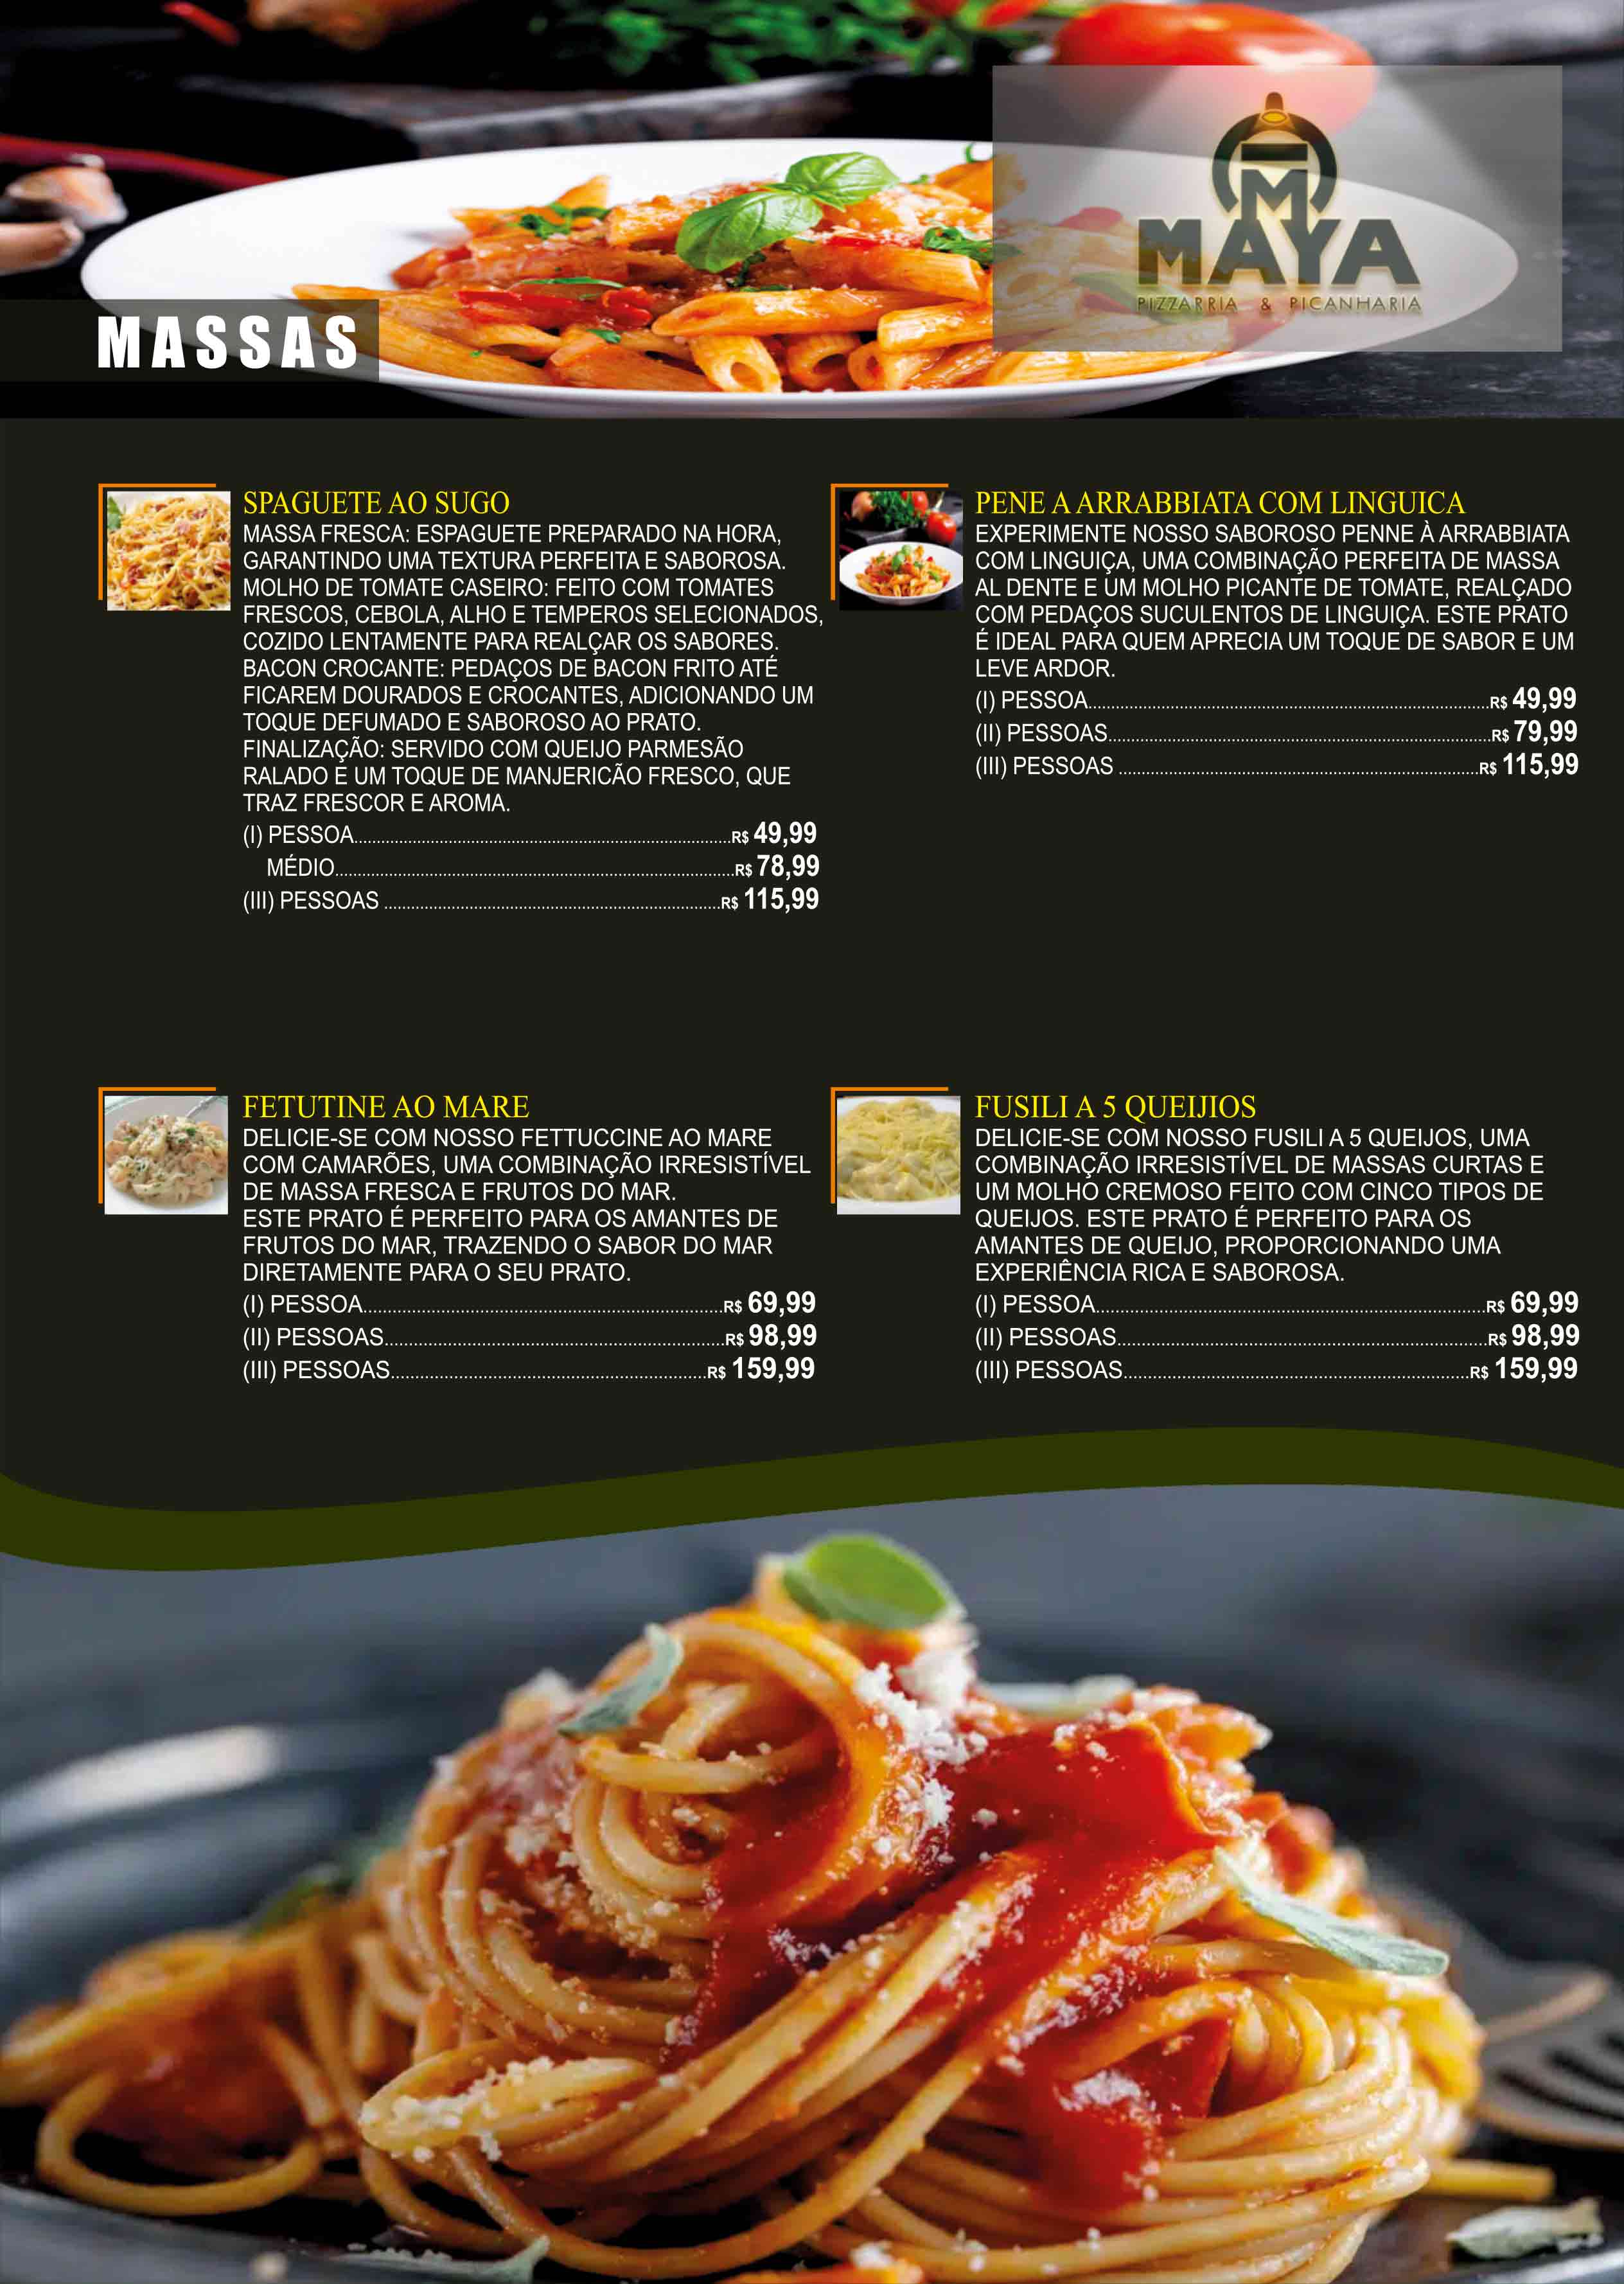 MAYA
PIZZARRIA & PICANHARIA
MASSAS
SPAGUETE AO SUGO
MASSA FRESCA: ESPAGUETE PREPARADO NA HORA,
GARANTINDO UMA TEXTURA PERFEITA E SABOROSA.
MOLHO DE TOMATE CASEIRO: FEITO COM TOMATES
FRESCOS, CEBOLA, ALHO E TEMPEROS SELECIONADOS,
COZIDO LENTAMENTE PARA REALÇAR OS SABORES.
BACON CROCANTE: PEDAÇOS DE BACON FRITO ATÉ
FICAREM DOURADOS E CROCANTES, ADICIONANDO UM
TOQUE DEFUMADO E SABOROSO AO PRATO.
FINALIZAÇÃO: SERVIDO COM QUEIJO PARMESÃO
RALADO E UM TOQUE DE MANJERICÃO FRESCO, QUE
TRAZ FRESCOR E AROMA.
(I) PESSOA R$ 49,99
MÉDIO R$ 78,99
(III) PESSOAS R$ 115,99
PENE A ARRABBIATA COM LINGUICA
EXPERIMENTE NOSSO SABOROSO PENNE À ARRABBIATA
COM LINGUIÇA, UMA COMBINAÇÃO PERFEITA DE MASSA
AL DENTE E UM MOLHO PICANTE DE TOMATE, REALÇADO
COM PEDAÇOS SUCULENTOS DE LINGUIÇA. ESTE PRATO
É IDEAL PARA QUEM APRECIA UM TOQUE DE SABOR E UM
LEVE ARDOR.
(I) PESSOA R$ 49,99
(II) PESSOAS R$ 79,99
(III) PESSOAS R$ 115,99
FETUTINE AO MARE
DELICIE-SE COM NOSSO FETTUCCINE AO MARE
COM CAMARÕES, UMA COMBINAÇÃO IRRESISTÍVEL
DE MASSA FRESCA E FRUTOS DO MAR.
ESTE PRATO É PERFEITO PARA OS AMANTES DE
FRUTOS DO MAR, TRAZENDO O SABOR DO MAR
DIRETAMENTE PARA O SEU PRATO.
(I) PESSOA R$ 69,99
(II) PESSOAS R$ 98,99
(III) PESSOAS R$ 159,99
FUSILI A 5 QUEIJIOS
DELICIE-SE COM NOSSO FUSILI A 5 QUEIJOS, UMA
COMBINAÇÃO IRRESISTÍVEL DE MASSAS CURTAS E
UM MOLHO CREMOSO FEITO COM CINCO TIPOS DE
QUEIJOS. ESTE PRATO É PERFEITO PARA OS
AMANTES DE QUEIJO, PROPORCIONANDO UMA
EXPERIÊNCIA RICA E SABOROSA.
(I) PESSOA R$ 69,99
(II) PESSOAS R$ 98,99
(III) PESSOAS R$ 159,99